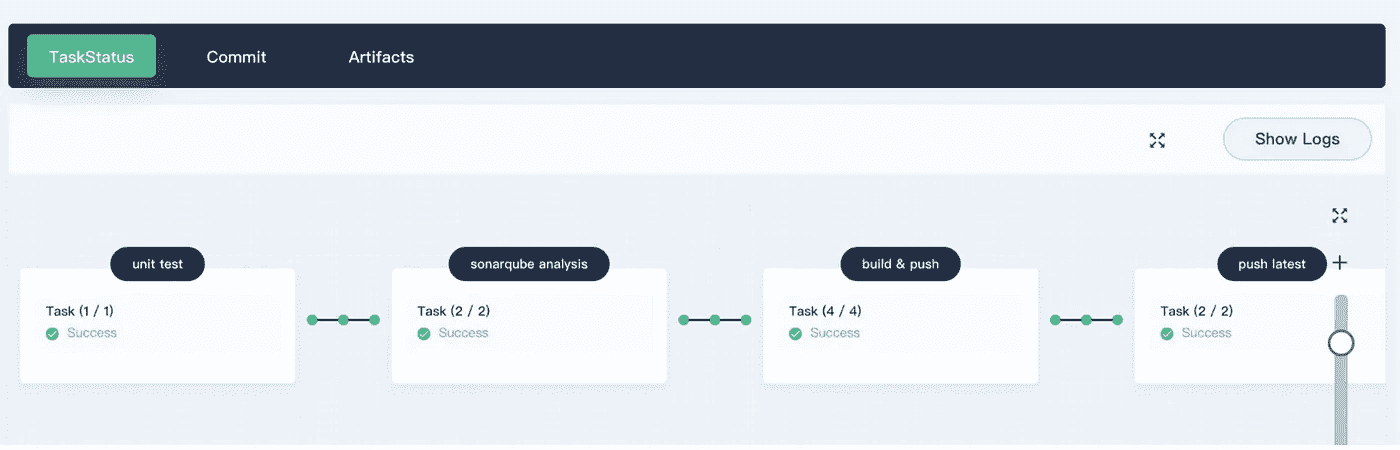 TaskStatus Commit Artifacts
Show Logs
unit test sonarqube analysis build & push push latest
Task (1 / 1) Task (2 / 2) Task (4 / 4) Task (2 / 2)
Success Success Success Success